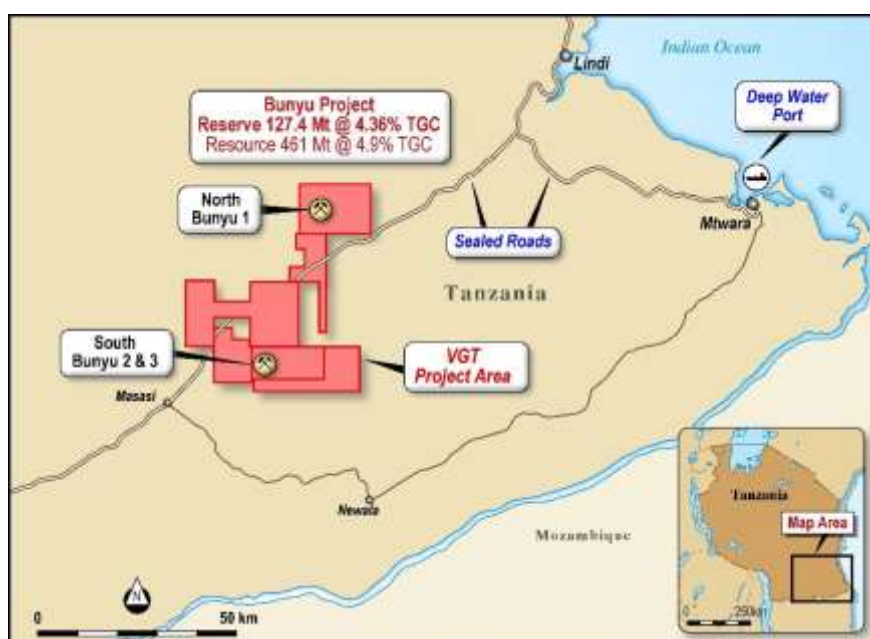 Indian Ocean
Lindi
Deep Water
Port
Bunyu Project
Reserve 127.4 Mt @ 4.36% TGC
Resource 461 Mt @ 4.9% TGC
North
Bunyu 1
Mtwara
Sealed Roads
Tanzania
South
Bunyu 2 & 3
VGT
Project Area
Masasi
Newala
Mozambique
Tanzania
Map Area
N
0 50 km
0 250km